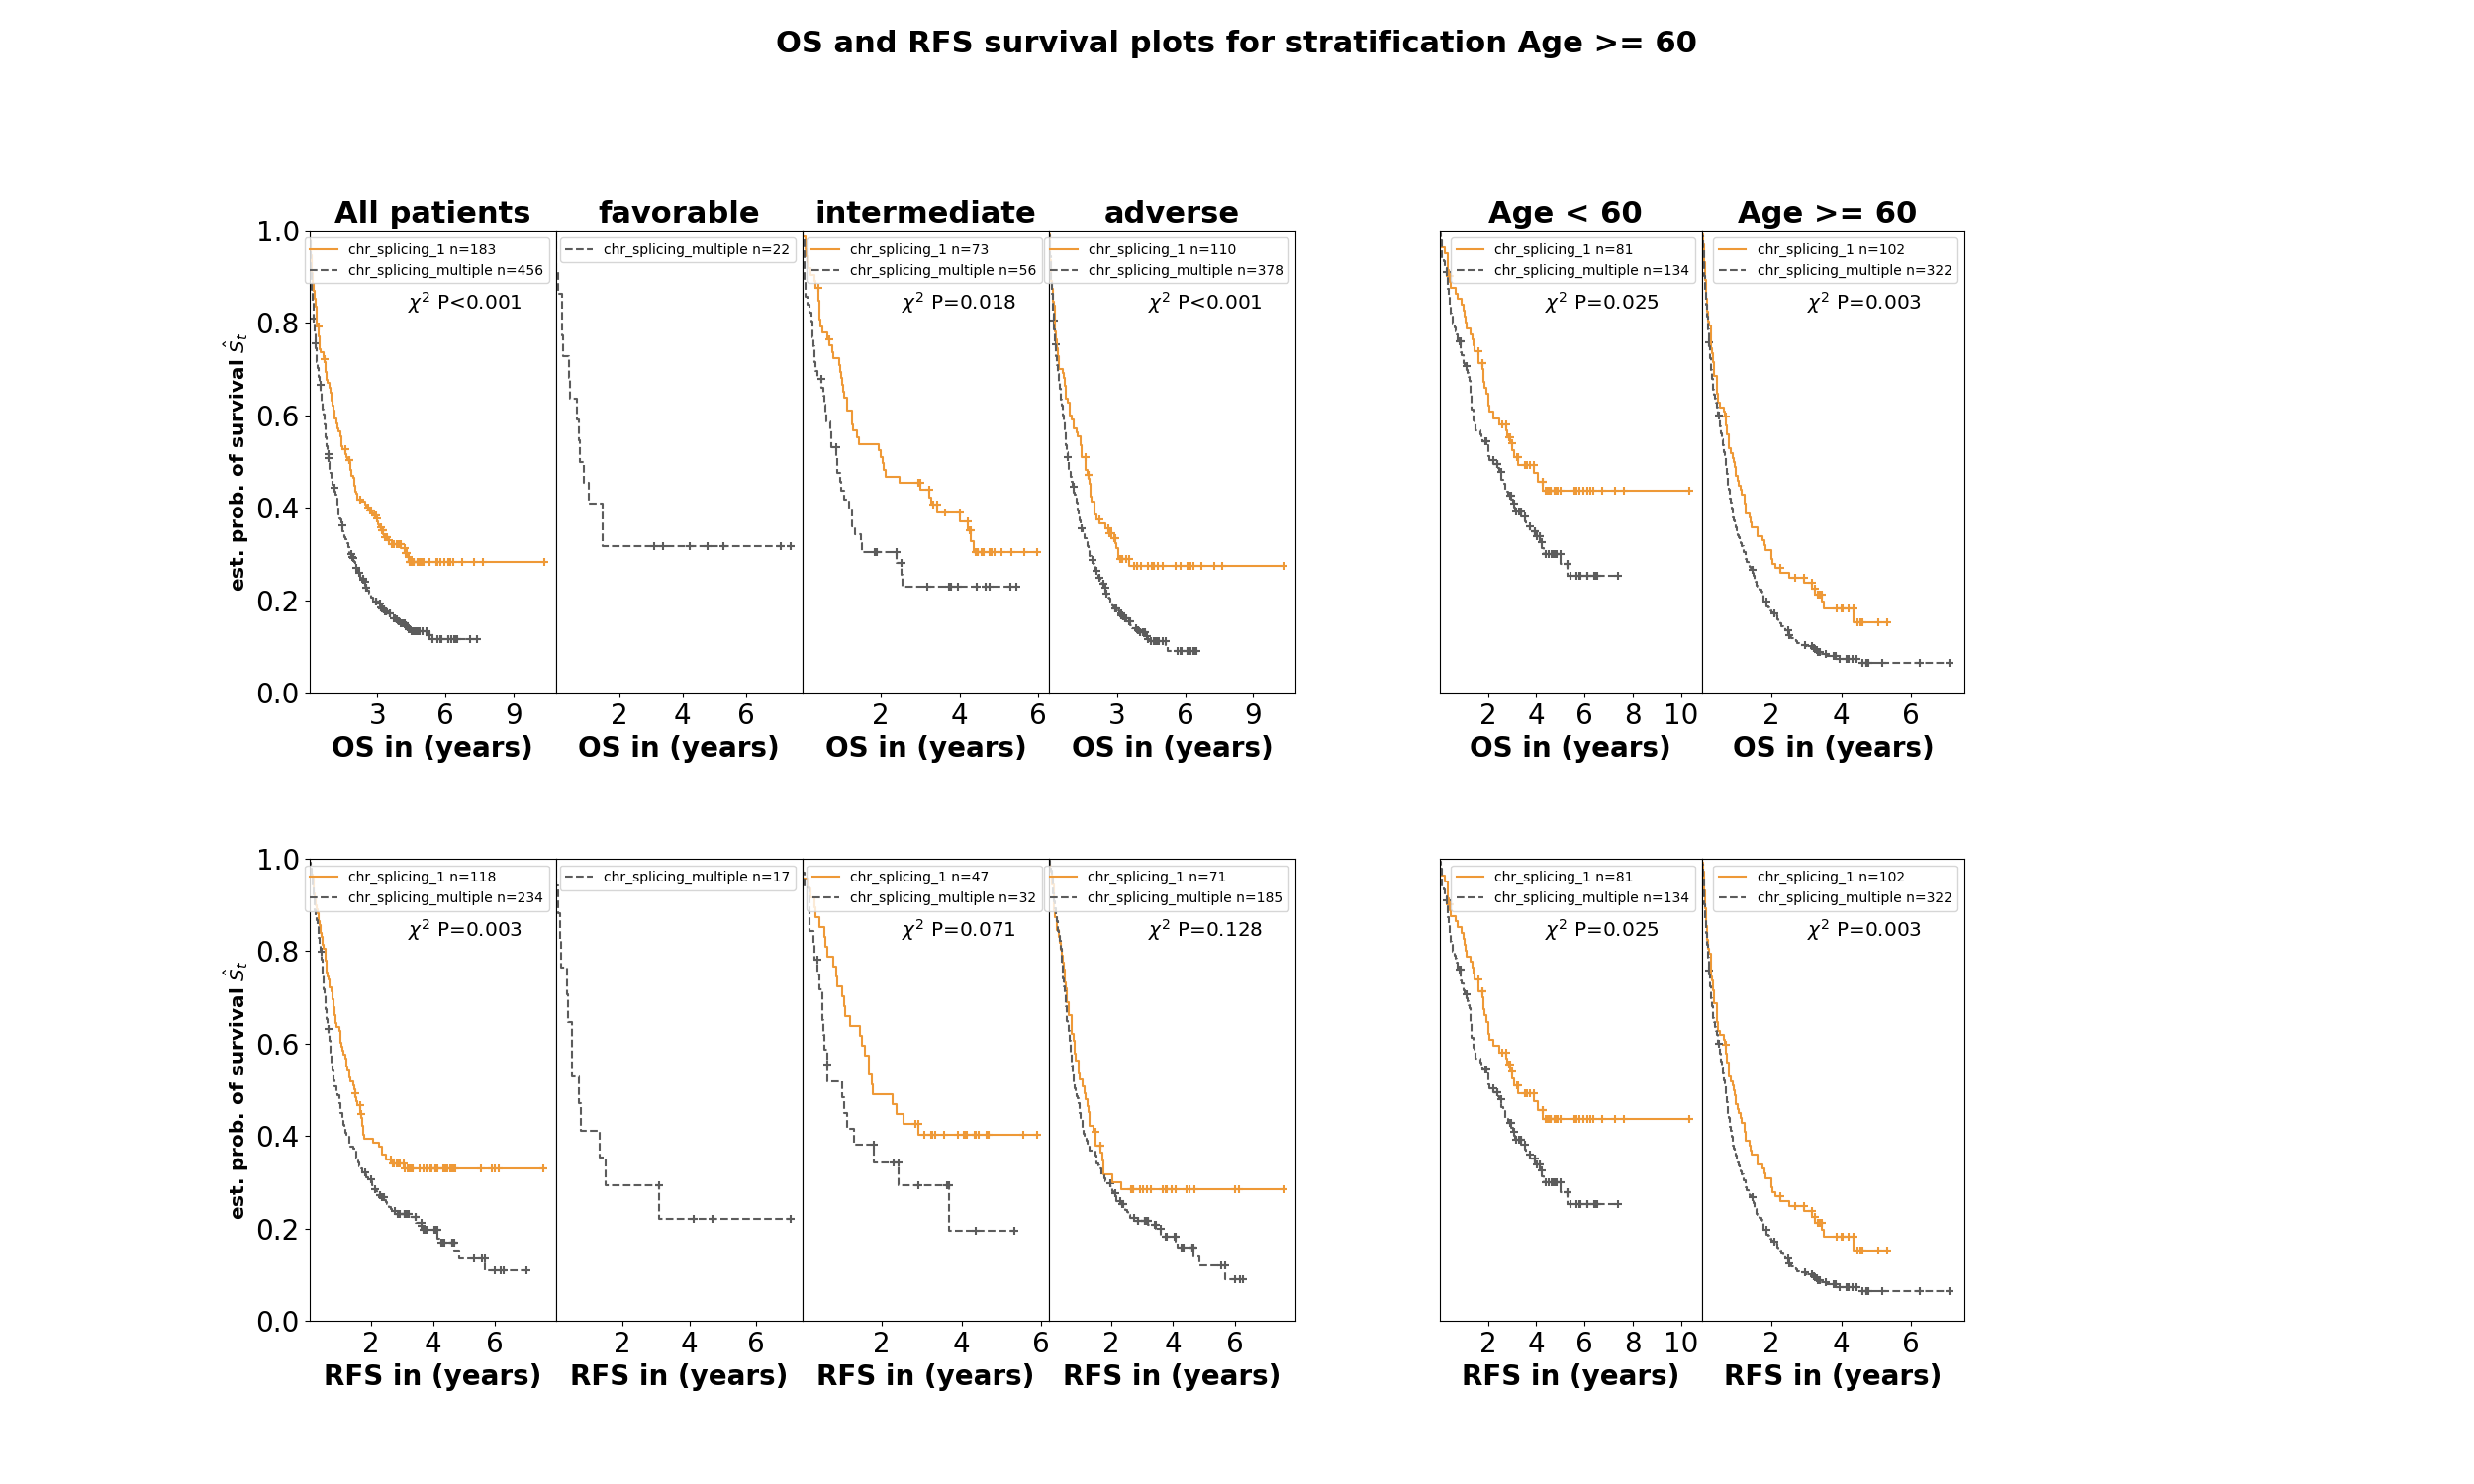 OS and RFS survival plots for stratification Age >= 60
All patients
favorable
intermediate
adverse
Age < 60
Age >= 60
est. prob. of survival Ŝt
1.0
0.8
0.6
0.4
0.2
0.0
chr_splicing_1 n=183
chr_splicing_multiple n=456
χ² P<0.001
3 6 9
OS in (years)
chr_splicing_multiple n=22
2 4 6
OS in (years)
chr_splicing_1 n=73
chr_splicing_multiple n=56
χ² P=0.018
2 4 6
OS in (years)
chr_splicing_1 n=110
chr_splicing_multiple n=378
χ² P<0.001
3 6 9
OS in (years)
chr_splicing_1 n=81
chr_splicing_multiple n=134
χ² P=0.025
2 4 6 8 10
OS in (years)
chr_splicing_1 n=102
chr_splicing_multiple n=322
χ² P=0.003
2 4 6
OS in (years)
est. prob. of survival Ŝt
1.0
0.8
0.6
0.4
0.2
0.0
chr_splicing_1 n=118
chr_splicing_multiple n=234
χ² P=0.003
2 4 6
RFS in (years)
chr_splicing_multiple n=17
2 4 6
RFS in (years)
chr_splicing_1 n=47
chr_splicing_multiple n=32
χ² P=0.071
2 4 6
RFS in (years)
chr_splicing_1 n=71
chr_splicing_multiple n=185
χ² P=0.128
2 4 6
RFS in (years)
chr_splicing_1 n=81
chr_splicing_multiple n=134
χ² P=0.025
2 4 6 8 10
RFS in (years)
chr_splicing_1 n=102
chr_splicing_multiple n=322
χ² P=0.003
2 4 6
RFS in (years)